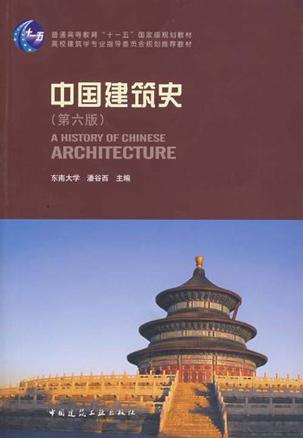 十一五
普通高等教育“十一五”国家级规划教材
高校建筑学专业指导委员会规划推荐教材
中国建筑史
(第六版)
A HISTORY OF CHINESE
ARCHITECTURE
东南大学 潘谷西 主编
中国建筑工业出版社